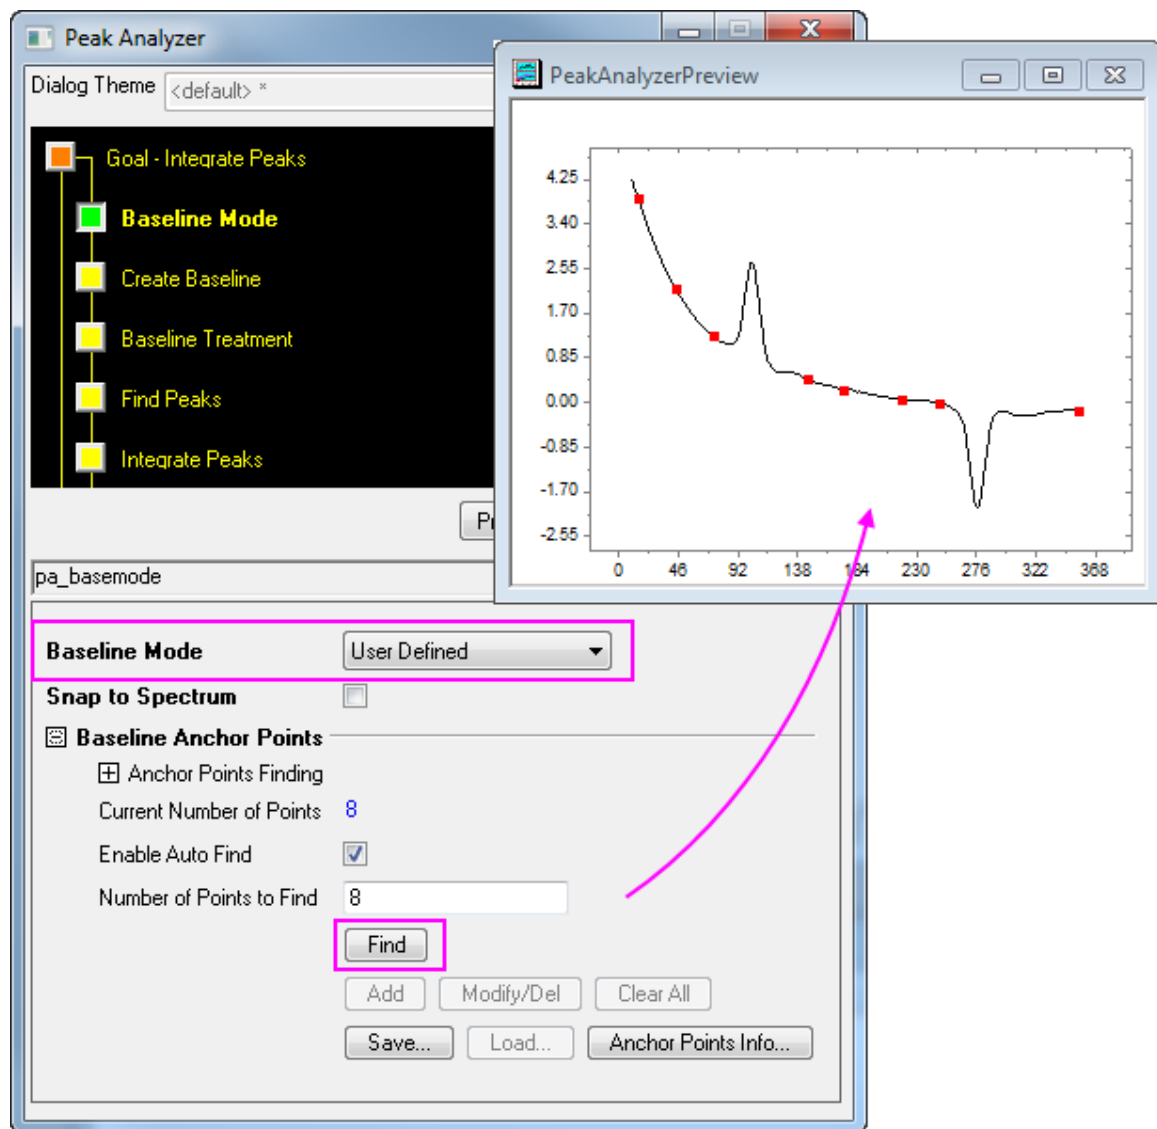 Peak Analyzer
Dialog Theme <default> *
Goal - Integrate Peaks
Baseline Mode
Create Baseline
Baseline Treatment
Find Peaks
Integrate Peaks
PeakAnalyzerPreview
4.25
3.40
2.55
1.70
0.85
0.00
-0.85
-1.70
-2.55
0 46 92 138 184 230 276 322 368
pa_basemode
Baseline Mode User Defined
Snap to Spectrum
Baseline Anchor Points
Anchor Points Finding
Current Number of Points 8
Enable Auto Find
Number of Points to Find 8
Find
Add Modify/Del Clear All
Save... Load... Anchor Points Info...